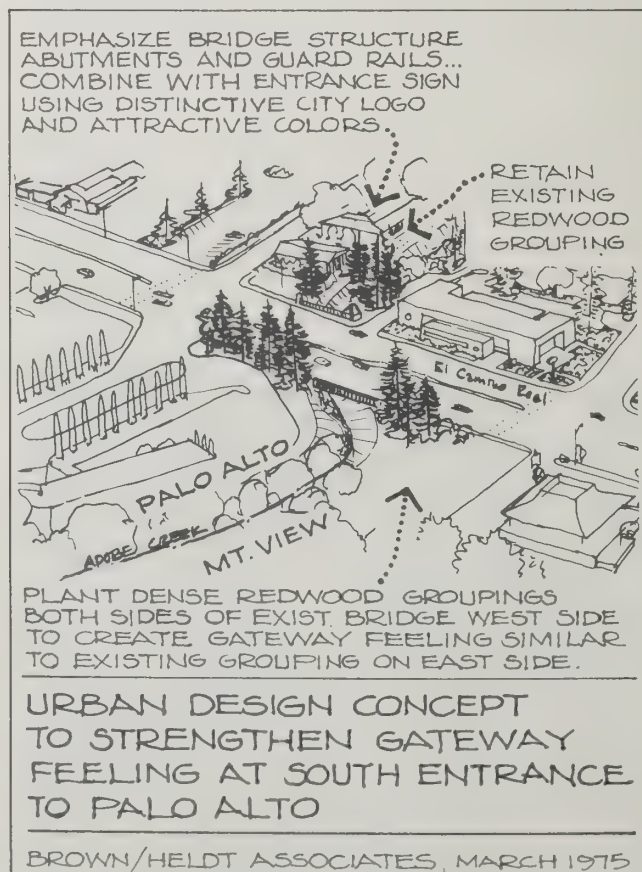 EMPHASIZE BRIDGE STRUCTURE
ABUTMENTS AND GUARD RAILS...
COMBINE WITH ENTRANCE SIGN
USING DISTINCTIVE CITY LOGO
AND ATTRACTIVE COLORS.
RETAIN
EXISTING
REDWOOD
GROUPING
El Camino Real
PALO ALTO
ADOBE CREEK
MT. VIEW
PLANT DENSE REDWOOD GROUPINGS
BOTH SIDES OF EXIST. BRIDGE WEST SIDE
TO CREATE GATEWAY FEELING SIMILAR
TO EXISTING GROUPING ON EAST SIDE.
URBAN DESIGN CONCEPT
TO STRENGTHEN GATEWAY
FEELING AT SOUTH ENTRANCE
TO PALO ALTO
BROWN/HELDT ASSOCIATES, MARCH 1975